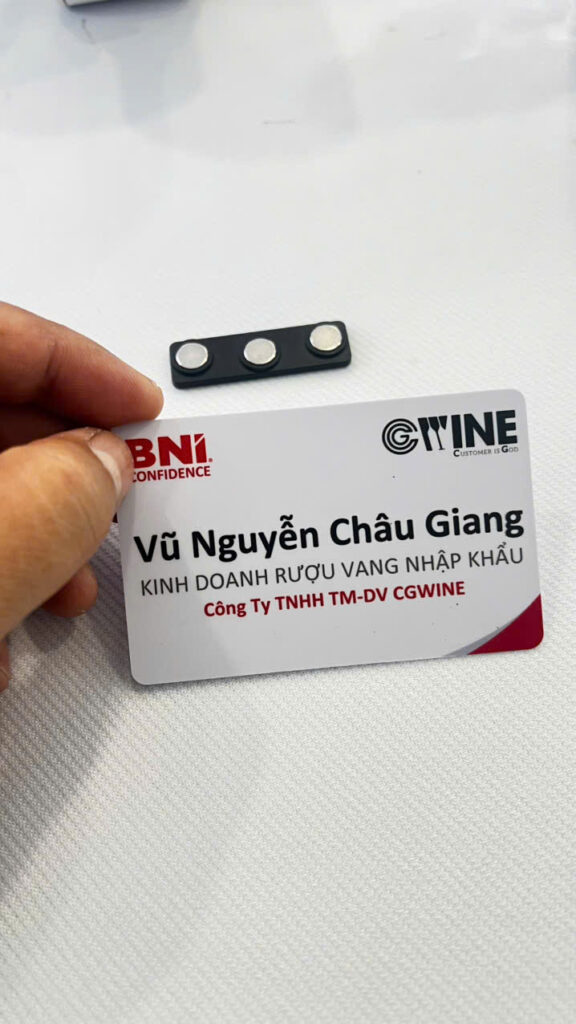 BNI®
CONFIDENCE
CGWINE
CUSTOMER IS GOD
Vũ Nguyễn Châu Giang
KINH DOANH RƯỢU VANG NHẬP KHẨU
Công Ty TNHH TM-DV CGWINE